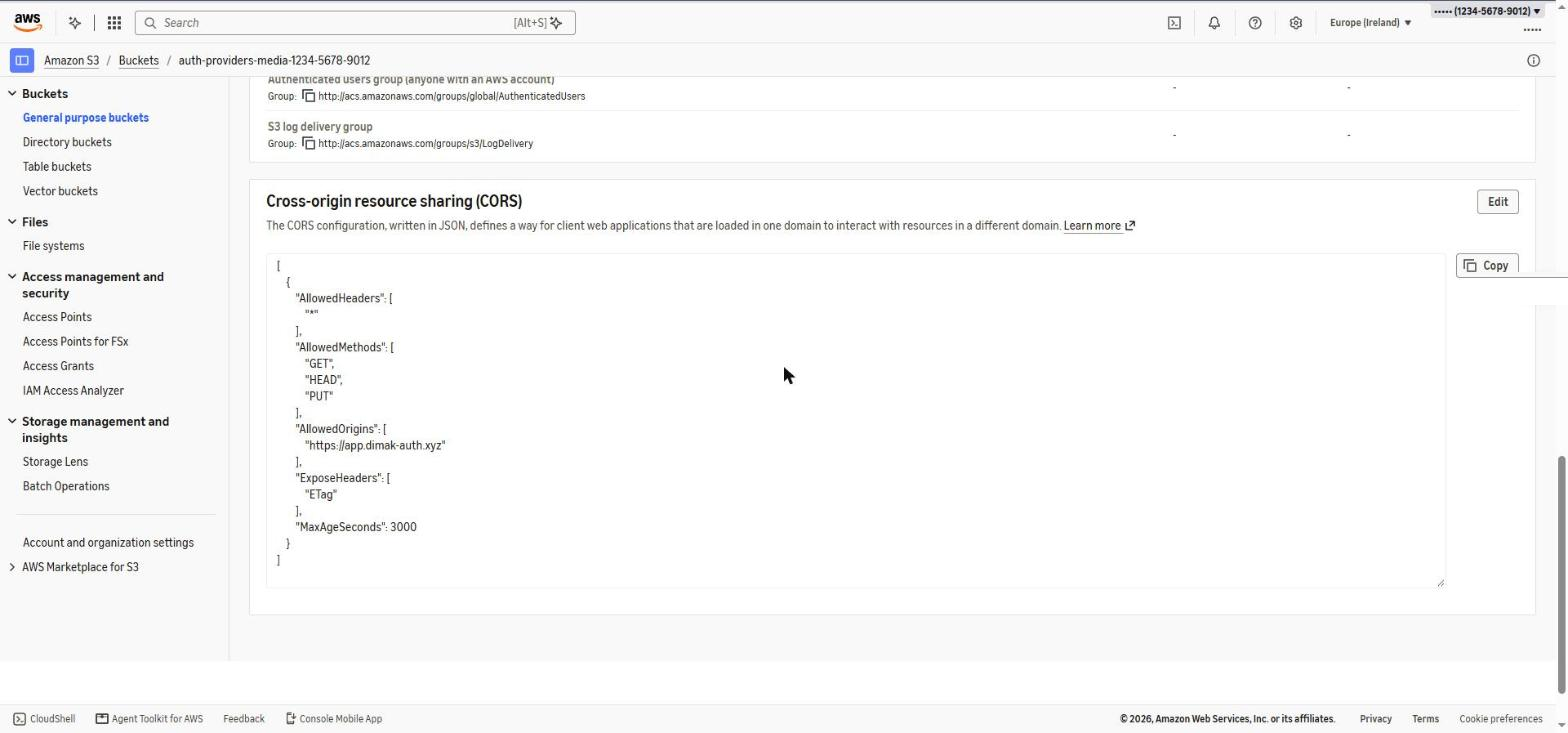 aws
Search [Alt+S]
Europe (Ireland)
••••• (1234-5678-9012)
•••••
Amazon S3 / Buckets / auth-providers-media-1234-5678-9012
Buckets
General purpose buckets
Directory buckets
Table buckets
Vector buckets
Files
File systems
Access management and
security
Access Points
Access Points for FSx
Access Grants
IAM Access Analyzer
Storage management and
insights
Storage Lens
Batch Operations
Account and organization settings
AWS Marketplace for S3
Authenticated users group (anyone with an AWS account)
Group: http://acs.amazonaws.com/groups/global/AuthenticatedUsers
- -
S3 log delivery group
Group: http://acs.amazonaws.com/groups/s3/LogDelivery
- -
Cross-origin resource sharing (CORS)
Edit
The CORS configuration, written in JSON, defines a way for client web applications that are loaded in one domain to interact with resources in a different domain. Learn more
Copy
[
{
"AllowedHeaders": [
"*"
],
"AllowedMethods": [
"GET",
"HEAD",
"PUT"
],
"AllowedOrigins": [
"https://app.dimak-auth.xyz"
],
"ExposeHeaders": [
"ETag"
],
"MaxAgeSeconds": 3000
}
]
CloudShell Agent Toolkit for AWS Feedback Console Mobile App
© 2026, Amazon Web Services, Inc. or its affiliates. Privacy Terms Cookie preferences